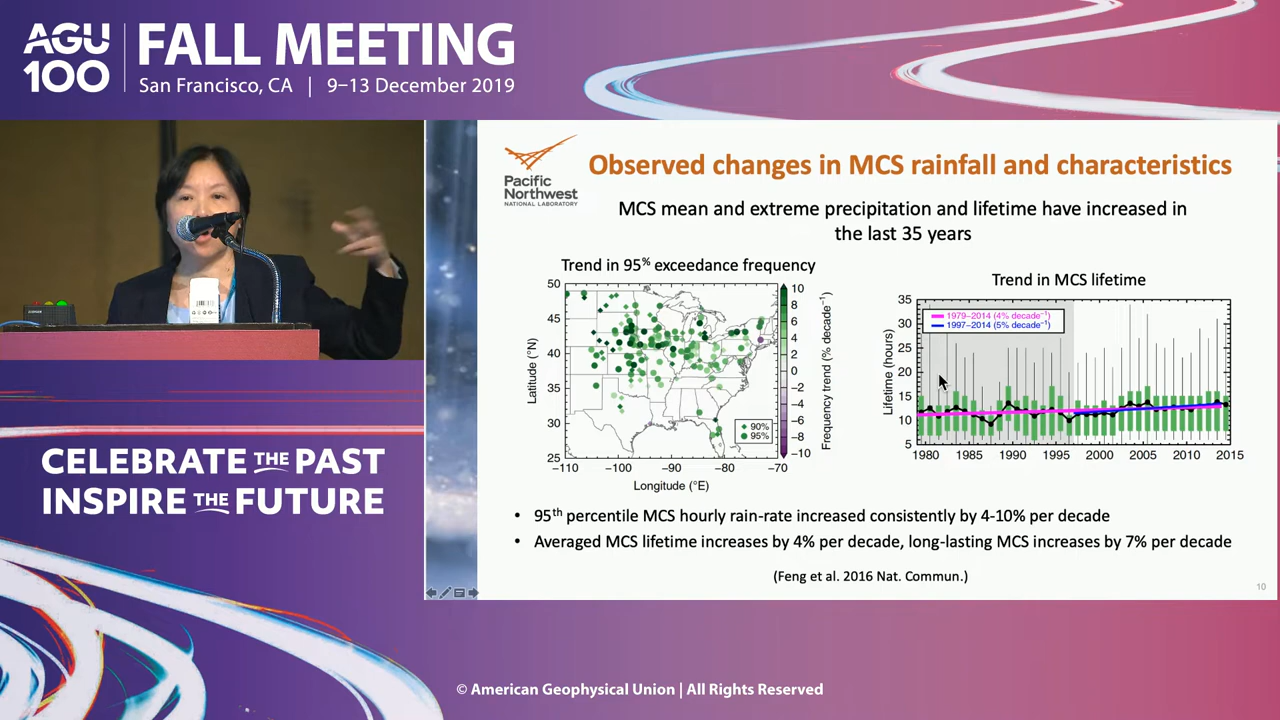 AGU
100
FALL MEETING
San Francisco, CA | 9–13 December 2019
Pacific
Northwest
NATIONAL LABORATORY
Observed changes in MCS rainfall and characteristics
MCS mean and extreme precipitation and lifetime have increased in
the last 35 years
Trend in 95% exceedance frequency
50
45
40
35
30
25
−110 −100 −90 −80 −70
Latitude (°N)
Longitude (°E)
90%
95%
10
8
6
4
2
0
−2
−4
−6
−8
−10
Frequency trend (% decade⁻¹)
Trend in MCS lifetime
35
30
25
20
15
10
5
Lifetime (hours)
1979−2014 (4% decade⁻¹)
1997−2014 (5% decade⁻¹)
1980 1985 1990 1995 2000 2005 2010 2015
• 95th percentile MCS hourly rain-rate increased consistently by 4-10% per decade
• Averaged MCS lifetime increases by 4% per decade, long-lasting MCS increases by 7% per decade
(Feng et al. 2016 Nat. Commun.)
10
CELEBRATE THE PAST
INSPIRE THE FUTURE
© American Geophysical Union | All Rights Reserved